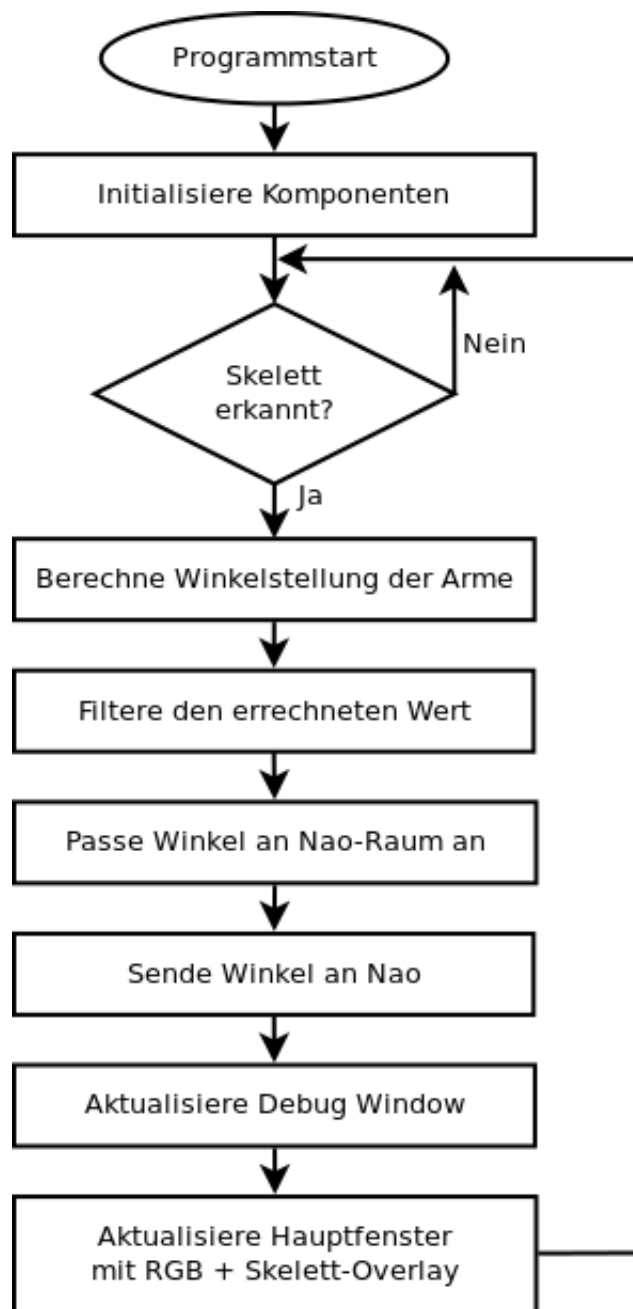 Programmstart
Initialisiere Komponenten
Skelett
erkannt?
Nein
Ja
Berechne Winkelstellung der Arme
Filtere den errechneten Wert
Passe Winkel an Nao-Raum an
Sende Winkel an Nao
Aktualisiere Debug Window
Aktualisiere Hauptfenster
mit RGB + Skelett-Overlay